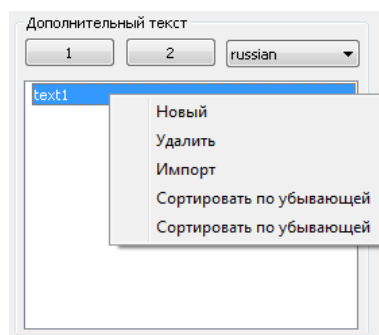 Дополнительный текст
1 2 russian
text1
Новый
Удалить
Импорт
Сортировать по убывающей
Сортировать по убывающей